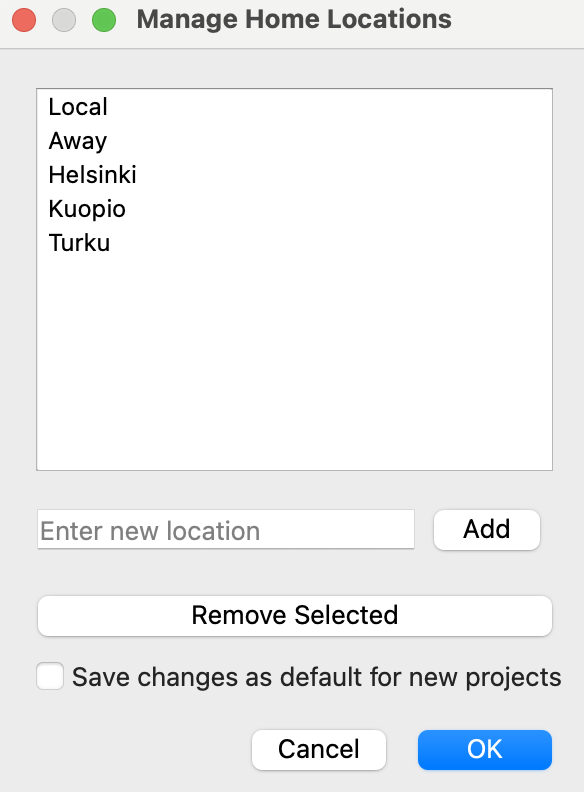 Manage Home Locations
Local
Away
Helsinki
Kuopio
Turku
Enter new location
Add
Remove Selected
Save changes as default for new projects
Cancel
OK